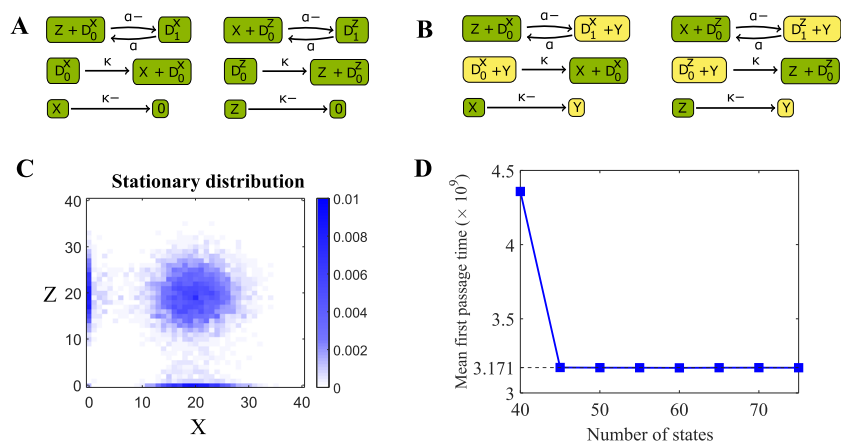 A
Z + D₀ˣ α− α D₁ˣ
X + D₀ᶻ α− α D₁ᶻ
D₀ˣ κ X + D₀ˣ
D₀ᶻ κ Z + D₀ᶻ
X κ− 0
Z κ− 0
B
Z + D₀ˣ α− α D₁ˣ + Y
X + D₀ᶻ α− α D₁ᶻ + Y
D₀ˣ + Y κ X + D₀ˣ
D₀ᶻ + Y κ Z + D₀ᶻ
X κ− Y
Z κ− Y
C
Stationary distribution
40
30
20
10
0
Z
0 10 20 30 40
X
0.01
0.008
0.006
0.004
0.002
0
D
Mean first passage time (× 10⁹)
4.5
4
3.5
3.171
3
40 50 60 70
Number of states